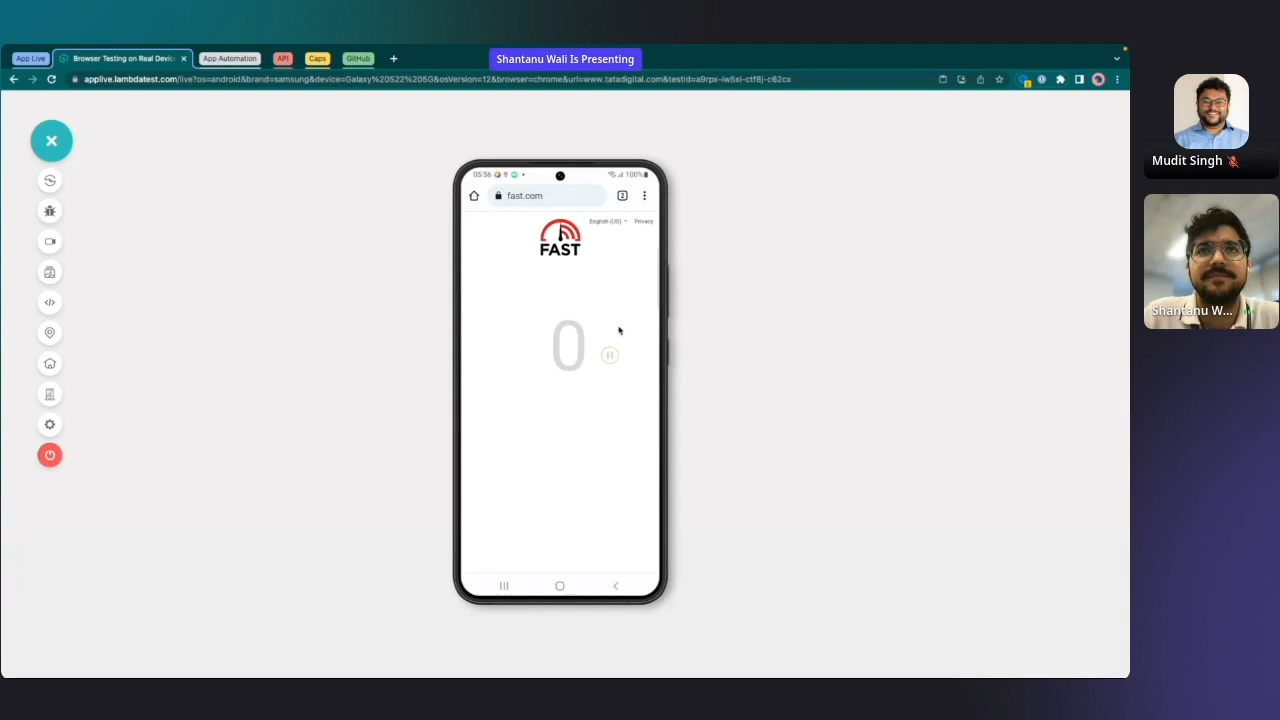 App Live
Browser Testing on Real Devic
App Automation
API
Caps
GitHub
Shantanu Wali Is Presenting
applive.lambdatest.com/live?os=android&brand=samsung&device=Galaxy%20S22%205G&osVersion=12&browser=chrome&url=www.tatadigital.com&testId=a9rpx-iw5xl-ctf8j-c62cx
05:56
100%
fast.com
2
English (US)
Privacy
FAST
0
Mudit Singh
Shantanu W...